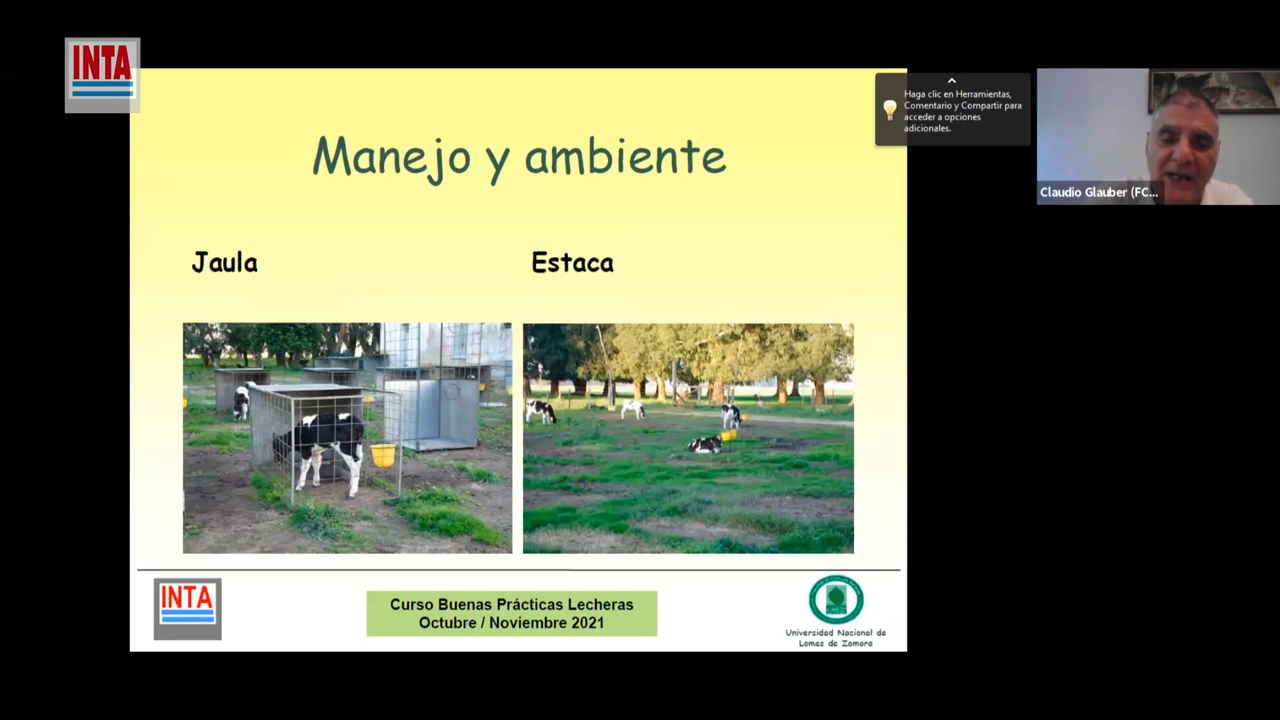 INTA
Haga clic en Herramientas,
Comentario y Compartir para
acceder a opciones
adicionales.
Claudio Glauber (FC...
Manejo y ambiente
Jaula
Estaca
INTA
Curso Buenas Prácticas Lecheras
Octubre / Noviembre 2021
Universidad Nacional de
Lomas de Zamora